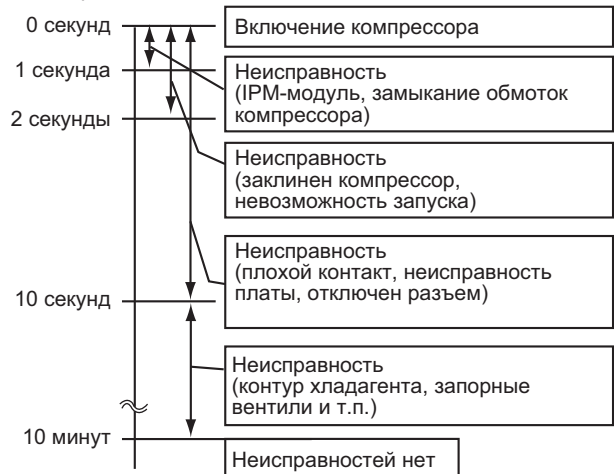 0 секунд
Включение компрессора
1 секунда
Неисправность
(IPM-модуль, замыкание обмоток
компрессора)
2 секунды
Неисправность
(заклинен компрессор,
невозможность запуска)
Неисправность
(плохой контакт, неисправность
платы, отключен разъем)
10 секунд
Неисправность
(контур хладагента, запорные
вентили и т.п.)
10 минут
Неисправностей нет